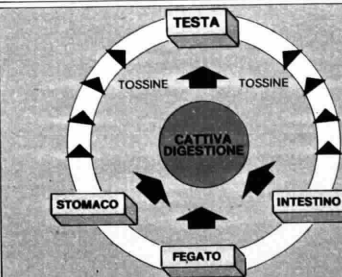 TESTA
TOSSINE TOSSINE
CATTIVA
DIGESTIONE
STOMACO INTESTINO
FEGATO